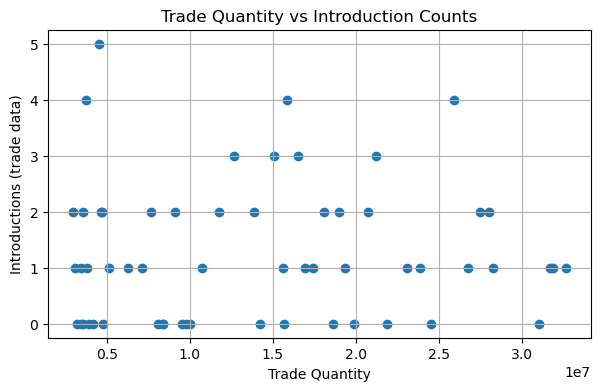 Trade Quantity vs Introduction Counts
Introductions (trade data)
5
4
3
2
1
0
0.5 1.0 1.5 2.0 2.5 3.0
1e7
Trade Quantity